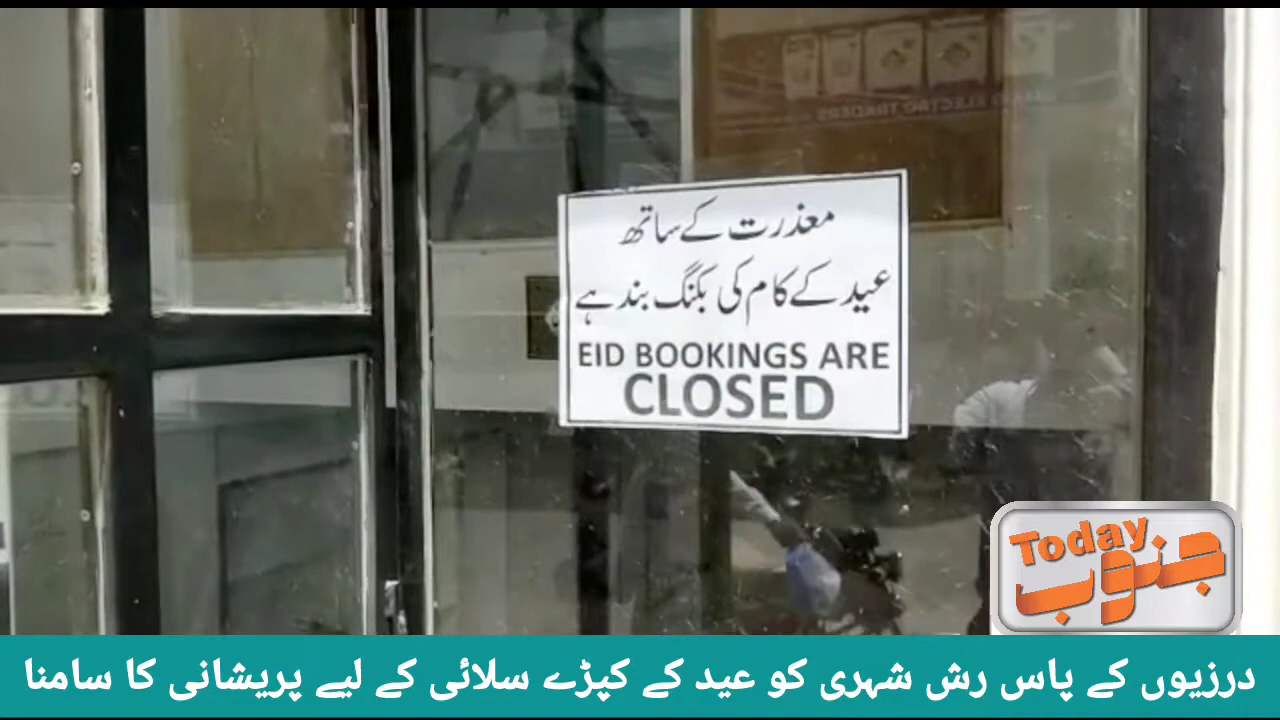 معذرت کے ساتھ
عید کے کام کی بکنگ بند ہے
EID BOOKINGS ARE
CLOSED
Today
جنوب
درزیوں کے پاس رش شہری کو عید کے کپڑے سلائی کے لیے پریشانی کا سامنا